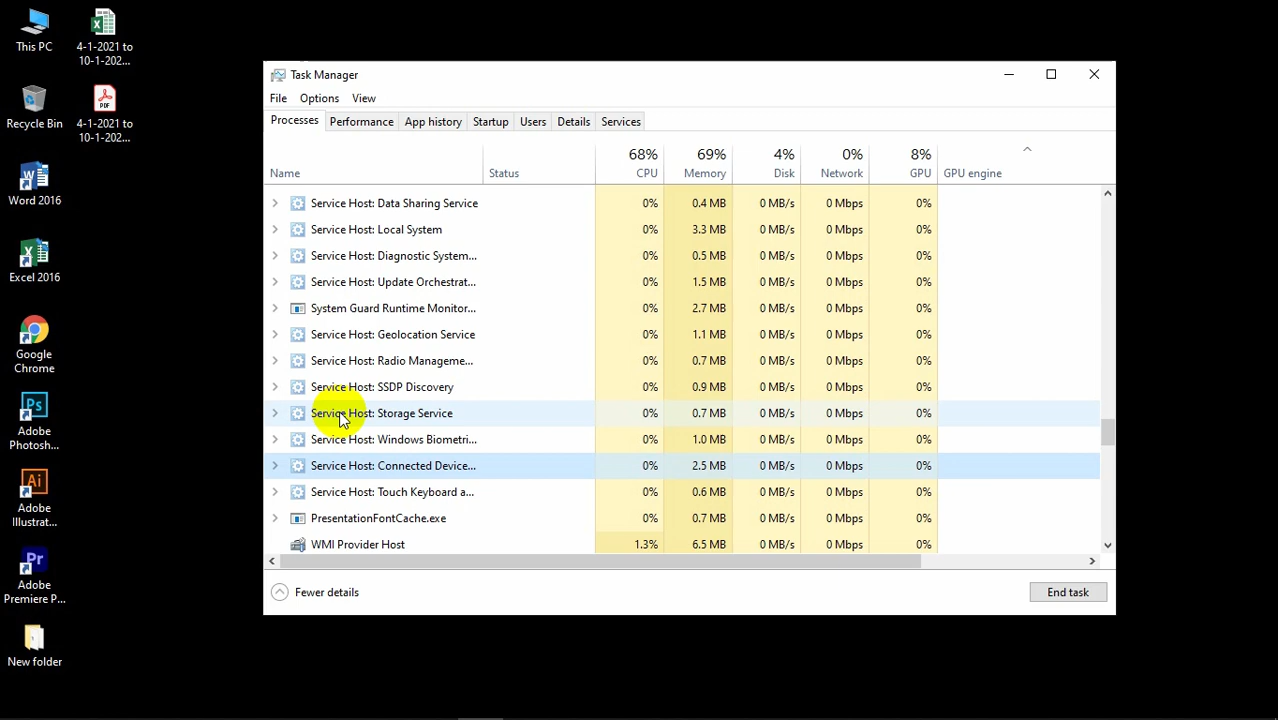 This PC
4-1-2021 to
10-1-202...
Recycle Bin
4-1-2021 to
10-1-202...
PDF
Word 2016
Excel 2016
Google
Chrome
Ps
Adobe
Photosh...
Ai
Adobe
Illustrat...
Pr
Adobe
Premiere P...
New folder
Task Manager
File Options View
Processes Performance App history Startup Users Details Services
68% 69% 4% 0% 8%
Name Status CPU Memory Disk Network GPU GPU engine
Service Host: Data Sharing Service 0% 0.4 MB 0 MB/s 0 Mbps 0%
Service Host: Local System 0% 3.3 MB 0 MB/s 0 Mbps 0%
Service Host: Diagnostic System... 0% 0.5 MB 0 MB/s 0 Mbps 0%
Service Host: Update Orchestrat... 0% 1.5 MB 0 MB/s 0 Mbps 0%
System Guard Runtime Monitor... 0% 2.7 MB 0 MB/s 0 Mbps 0%
Service Host: Geolocation Service 0% 1.1 MB 0 MB/s 0 Mbps 0%
Service Host: Radio Manageme... 0% 0.7 MB 0 MB/s 0 Mbps 0%
Service Host: SSDP Discovery 0% 0.9 MB 0 MB/s 0 Mbps 0%
Service Host: Storage Service 0% 0.7 MB 0 MB/s 0 Mbps 0%
Service Host: Windows Biometri... 0% 1.0 MB 0 MB/s 0 Mbps 0%
Service Host: Connected Device... 0% 2.5 MB 0 MB/s 0 Mbps 0%
Service Host: Touch Keyboard a... 0% 0.6 MB 0 MB/s 0 Mbps 0%
PresentationFontCache.exe 0% 0.7 MB 0 MB/s 0 Mbps 0%
WMI Provider Host 1.3% 6.5 MB 0 MB/s 0 Mbps 0%
Fewer details
End task